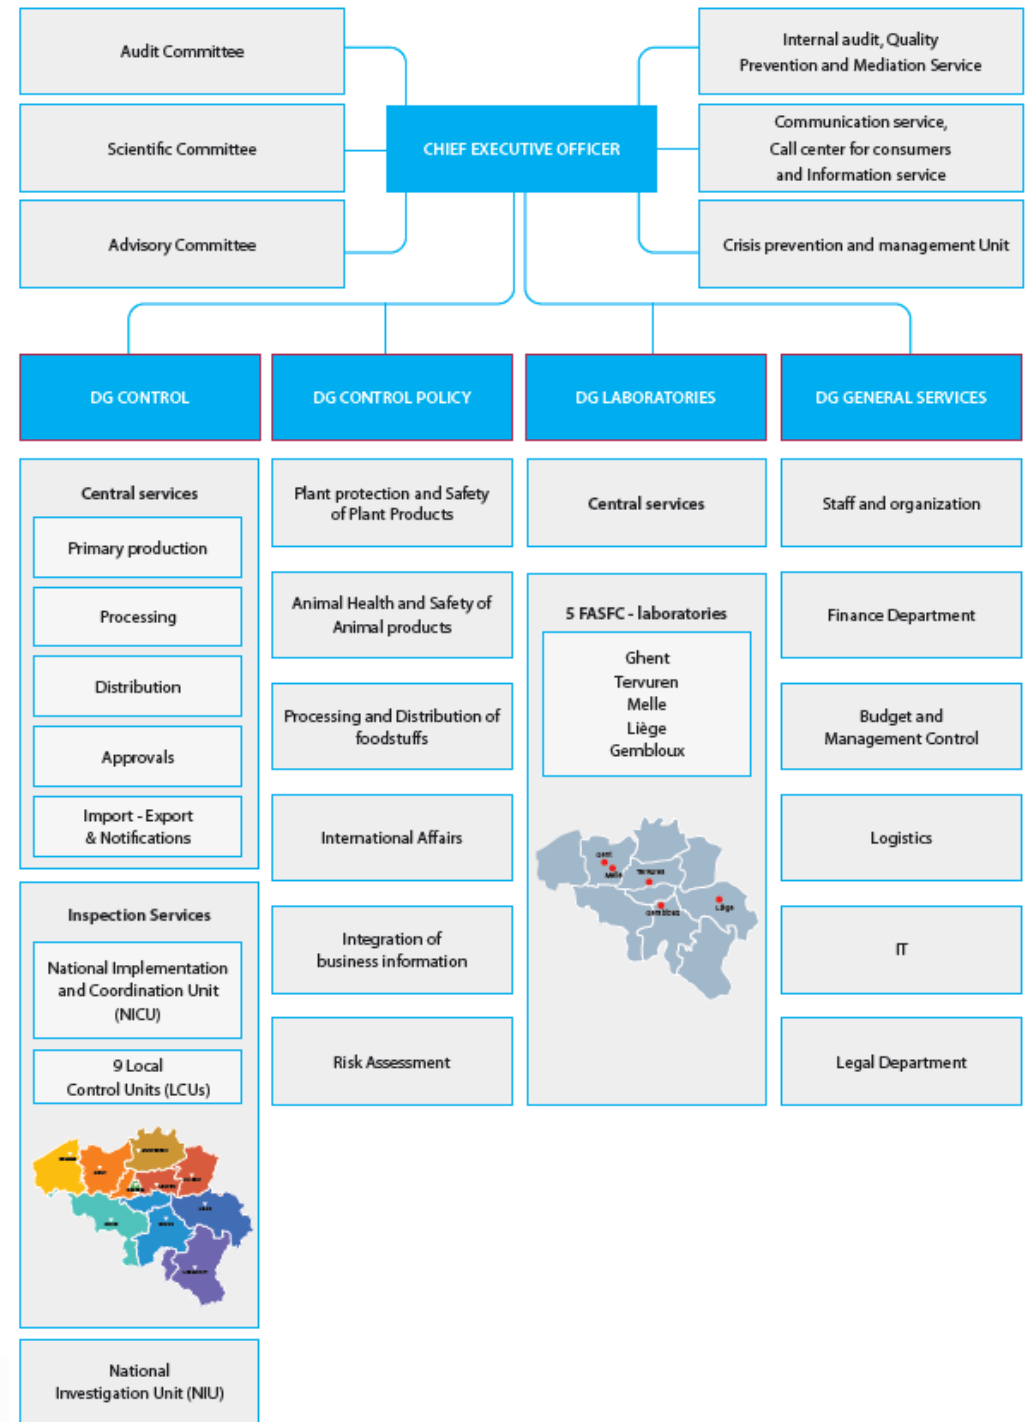 Audit Committee
Internal audit, Quality
Prevention and Mediation Service
Scientific Committee
CHIEF EXECUTIVE OFFICER
Communication service,
Call center for consumers
and Information service
Advisory Committee
Crisis prevention and management Unit
DG CONTROL
DG CONTROL POLICY
DG LABORATORIES
DG GENERAL SERVICES
Central services
Primary production
Processing
Distribution
Approvals
Import - Export
& Notifications
Inspection Services
National Implementation
and Coordination Unit
(NICU)
9 Local
Control Units (LCUs)
National
Investigation Unit (NIU)
Plant protection and Safety
of Plant Products
Animal Health and Safety of
Animal products
Processing and Distribution of
foodstuffs
International Affairs
Integration of
business information
Risk Assessment
Central services
5 FASFC - laboratories
Ghent
Tervuren
Melle
Liège
Gembloux
Gent
Melle
Tervuren
Gembloux
Liège
Staff and organization
Finance Department
Budget and
Management Control
Logistics
IT
Legal Department